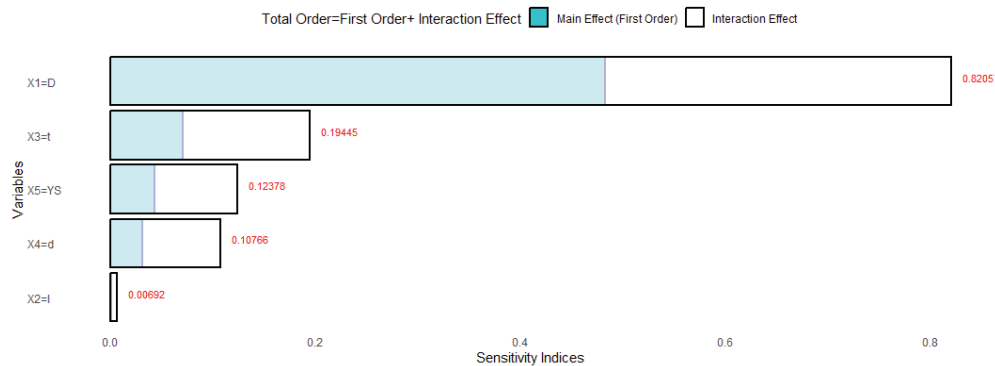 Total Order=First Order+ Interaction Effect Main Effect (First Order) Interaction Effect
X1=D
0.8205
X3=t
0.19445
X5=YS
0.12378
X4=d
0.10766
X2=l
0.00692
Variables
0.0 0.2 0.4 0.6 0.8
Sensitivity Indices